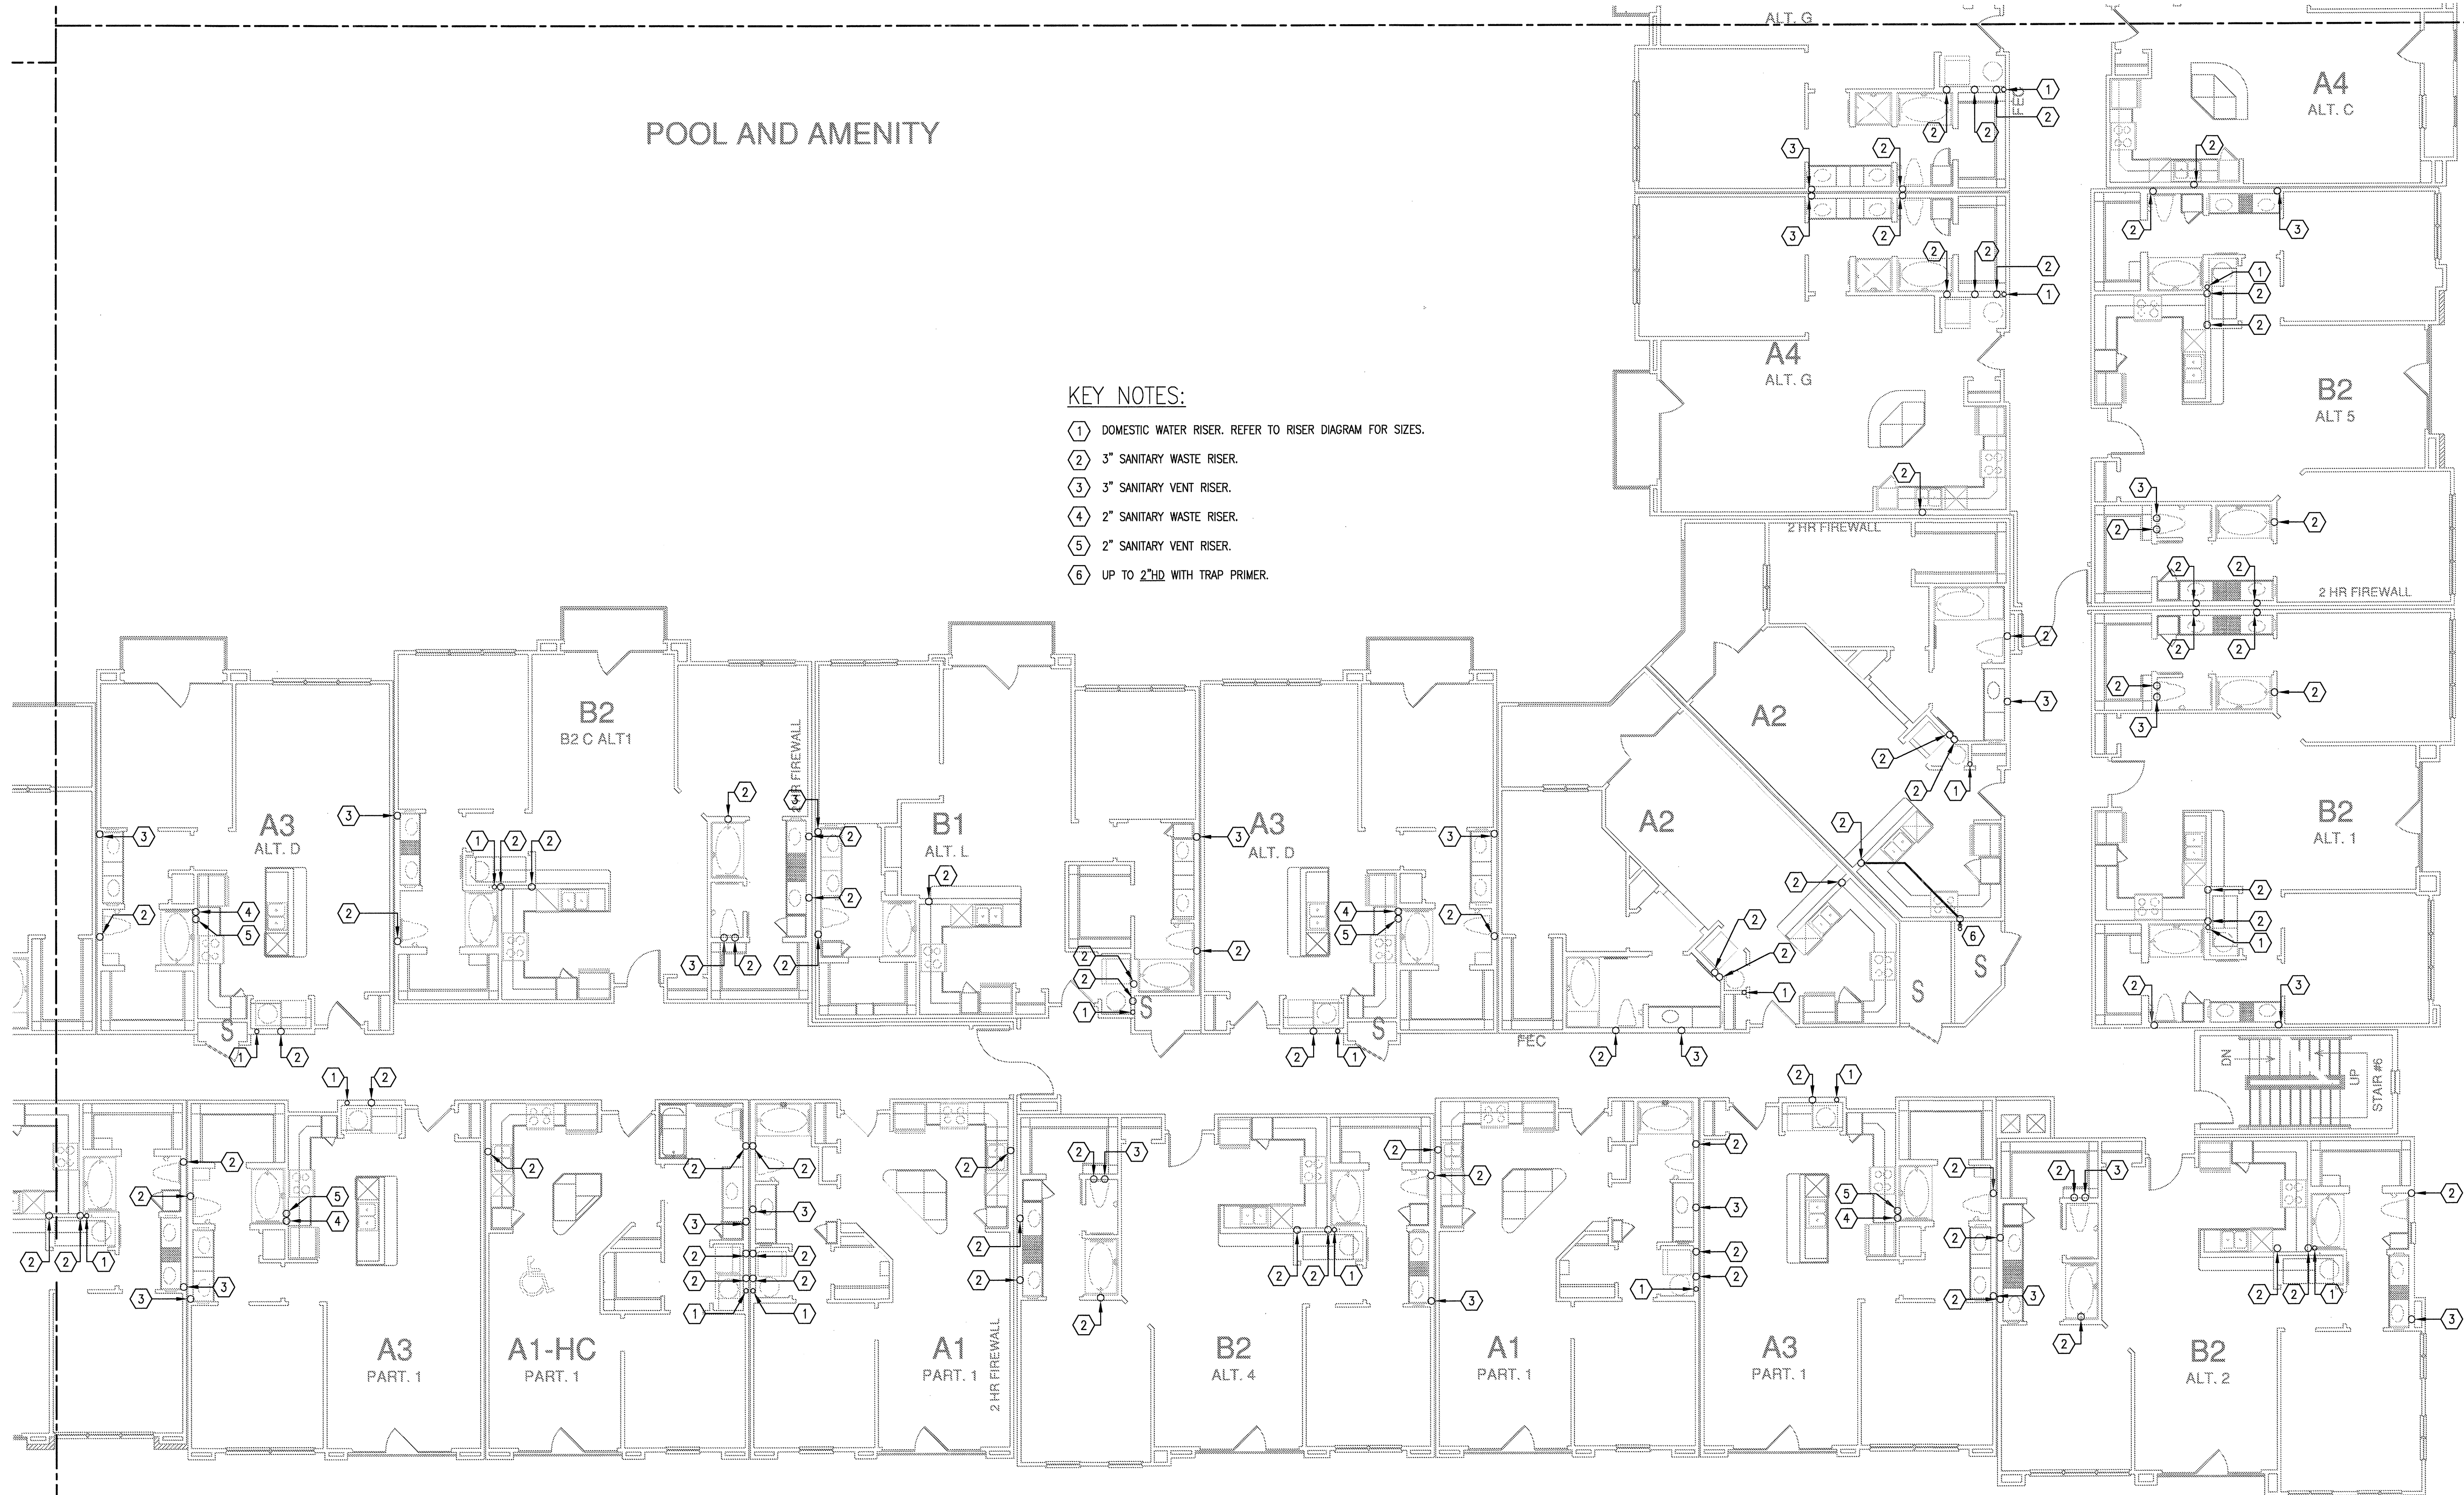 POOL AND AMENITY
KEY NOTES:
1 DOMESTIC WATER RISER. REFER TO RISER DIAGRAM FOR SIZES.
2 3" SANITARY WASTE RISER.
3 3" SANITARY VENT RISER.
4 2" SANITARY WASTE RISER.
5 2" SANITARY VENT RISER.
6 UP TO 2"HD WITH TRAP PRIMER.
ALT. G
FEC
A4
ALT. C
A4
ALT. G
2 HR FIREWALL
B2
ALT 5
2 HR FIREWALL
B2
ALT. 1
A3
ALT. D
S
B2
B2 C ALT1
2 HR FIREWALL
B1
ALT. L
S
A3
ALT. D
S
A2
A2
S
S
FEC
DN
UP
STAIR #6
A3
PART. 1
A1-HC
PART. 1
A1
PART. 1
2 HR FIREWALL
B2
ALT. 4
A1
PART. 1
A3
PART. 1
B2
ALT. 2